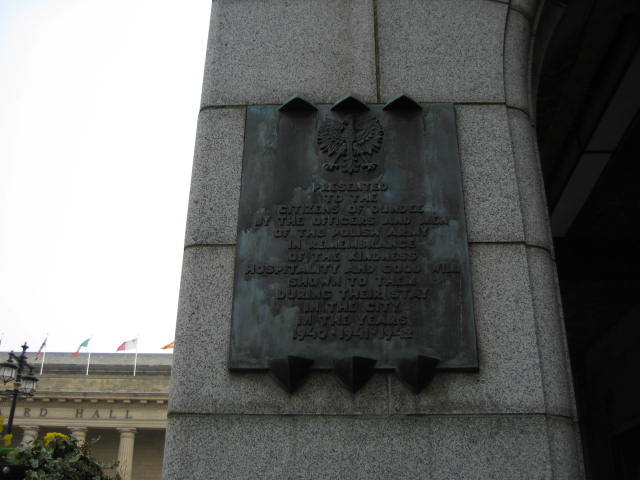 PRESENTED
TO THE
CITIZENS OF DUNDEE
BY THE OFFICERS AND MEN
OF THE POLISH ARMY
IN REMEMBRANCE
OF THE KINDNESS
HOSPITALITY AND GOOD WILL
SHOWN TO THEM
DURING THEIR STAY
IN THE CITY
IN THE YEARS
1940 · 1941 · 1942
RD HALL